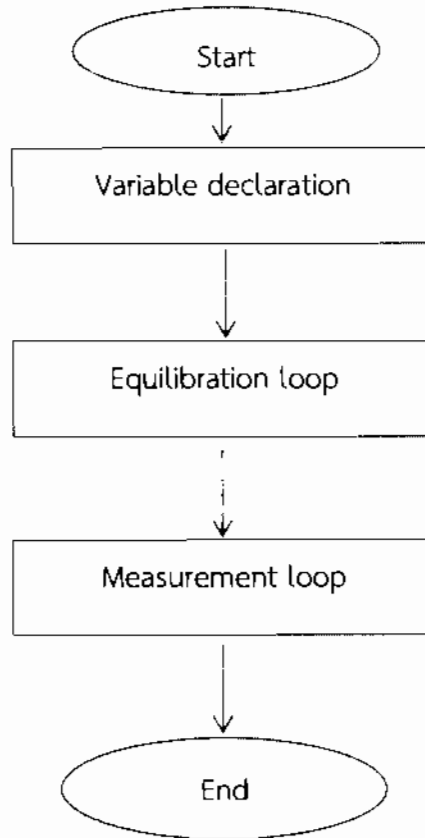 Start
Variable declaration
Equilibration loop
Measurement loop
End